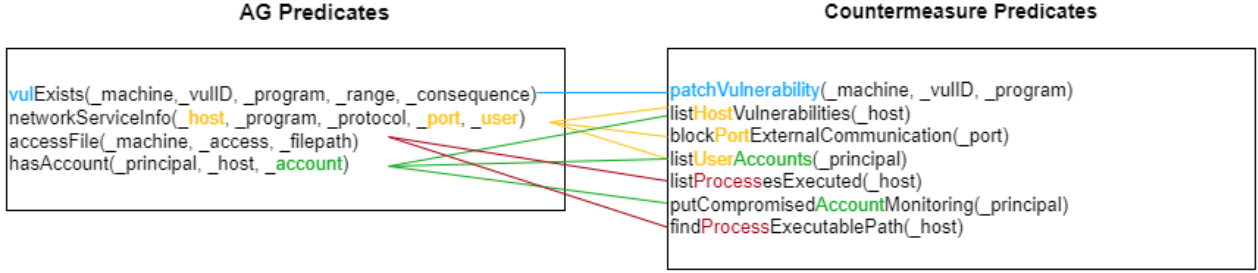 AG Predicates
vulExists(_machine,_vulID, _program, _range, _consequence)
networkServiceInfo(_host, _program, _protocol, _port, _user)
accessFile(_machine, _access, _filepath)
hasAccount(_principal, _host, _account)
Countermeasure Predicates
patchVulnerability(_machine, _vulID, _program)
listHostVulnerabilities(_host)
blockPortExternalCommunication(_port)
listUserAccounts(_principal)
listProcessesExecuted(_host)
putCompromisedAccountMonitoring(_principal)
findProcessExecutablePath(_host)